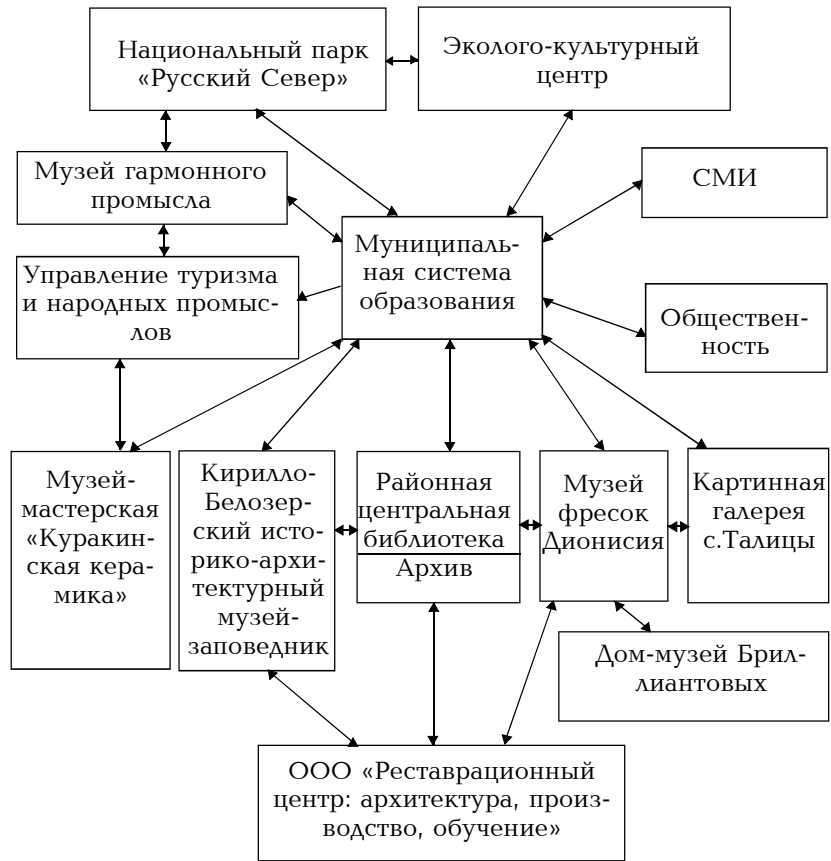 Национальный парк
«Русский Север»
Эколого-культурный
центр
Музей гармонного
промысла
СМИ
Муниципаль-
ная система
образования
Управление туризма
и народных промыс-
лов
Обществен-
ность
Музей-
мастерская
«Куракин-
ская кера-
мика»
Кирилло-
Белозер-
ский исто-
рико-архи-
тектурный
музей-
заповедник
Районная
центральная
библиотека
Архив
Музей
фресок
Дионисия
Картинная
галерея
с.Талицы
Дом-музей Брил-
лиантовых
ООО «Реставрационный
центр: архитектура, произ-
водство, обучение»